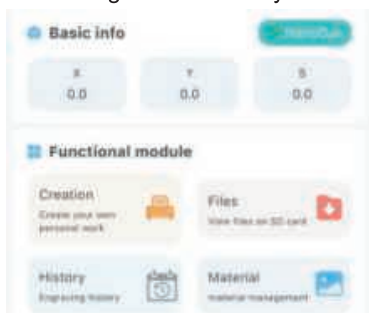 Basic info
X
Y
S
0.0
0.0
0.0
Functional module
Creation
Create your own
personal work
Files
View files on SD card
History
Engraving history
Material
material management